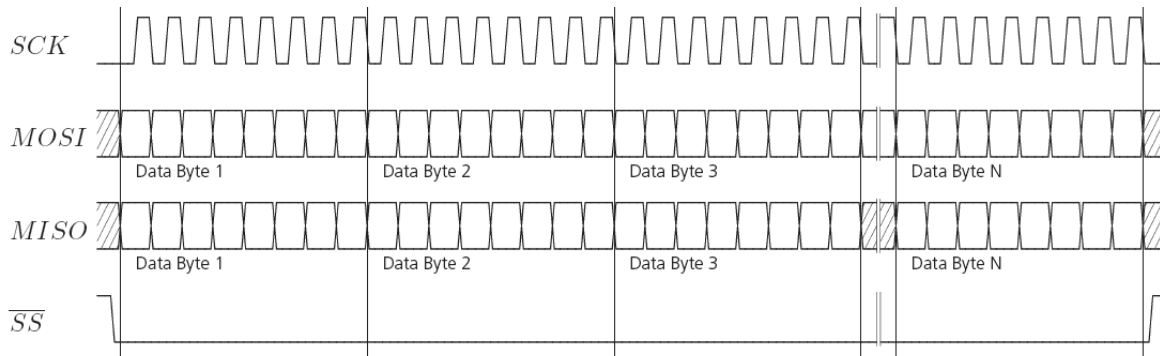 SCK
MOSI
Data Byte 1 Data Byte 2 Data Byte 3 Data Byte N
MISO
Data Byte 1 Data Byte 2 Data Byte 3 Data Byte N
SS